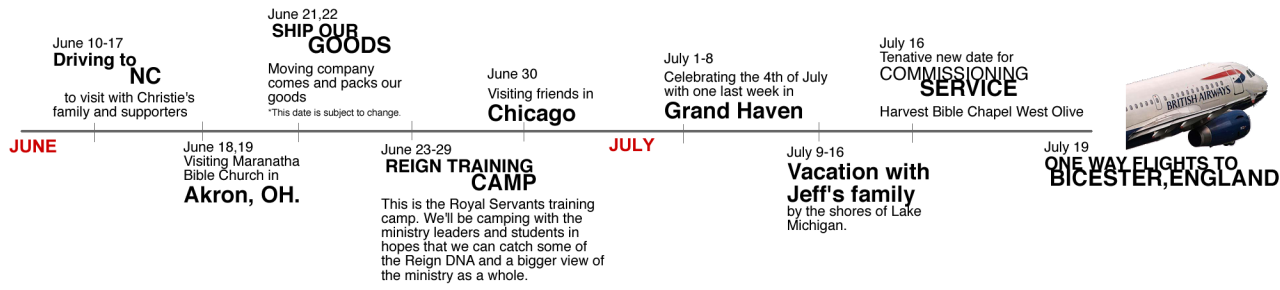 June 10-17
Driving to
NC
to visit with Christie's
family and supporters
June 21,22
SHIP OUR
GOODS
Moving company
comes and packs our
goods
*This date is subject to change.
June 30
Visiting friends in
Chicago
July 1-8
Celebrating the 4th of July
with one last week in
Grand Haven
July 16
Tenative new date for
COMMISSIONING
SERVICE
Harvest Bible Chapel West Olive
BRITISH AIRWAYS
JUNE
June 18,19
Visiting Maranatha
Bible Church in
Akron, OH.
June 23-29
REIGN TRAINING
CAMP
This is the Royal Servants training
camp. We'll be camping with the
ministry leaders and students in
hopes that we can catch some of
the Reign DNA and a bigger view of
the ministry as a whole.
JULY
July 9-16
Vacation with
Jeff's family
by the shores of Lake
Michigan.
July 19
ONE WAY FLIGHTS TO
BICESTER,ENGLAND